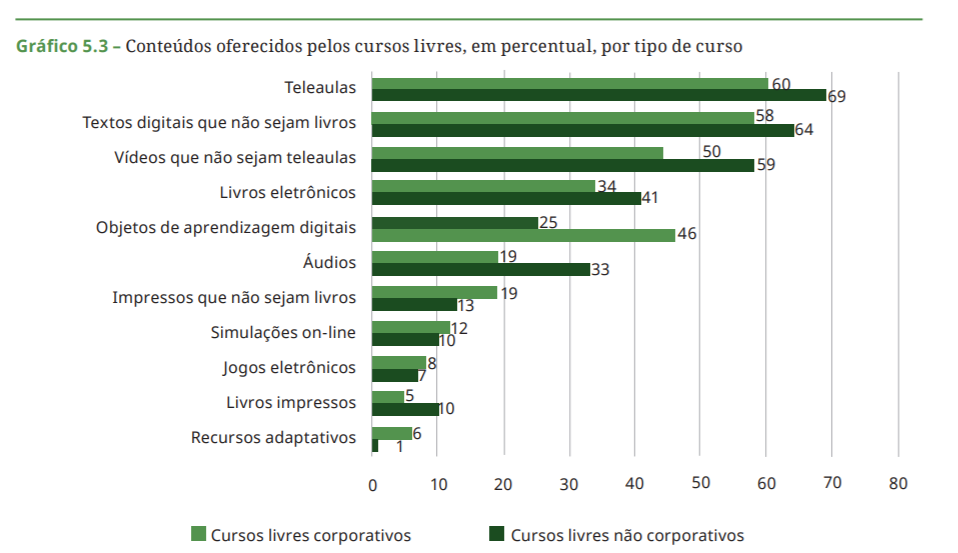 Gráfico 5.3 – Conteúdos oferecidos pelos cursos livres, em percentual, por tipo de curso
Teleaulas 60
69
Textos digitais que não sejam livros 58
64
Vídeos que não sejam teleaulas 50
59
Livros eletrônicos 34
41
Objetos de aprendizagem digitais 25
46
Áudios 19
33
Impressos que não sejam livros 19
13
Simulações on-line 12
10
Jogos eletrônicos 8
7
Livros impressos 5
10
Recursos adaptativos 6
1
0 10 20 30 40 50 60 70 80
Cursos livres corporativos Cursos livres não corporativos